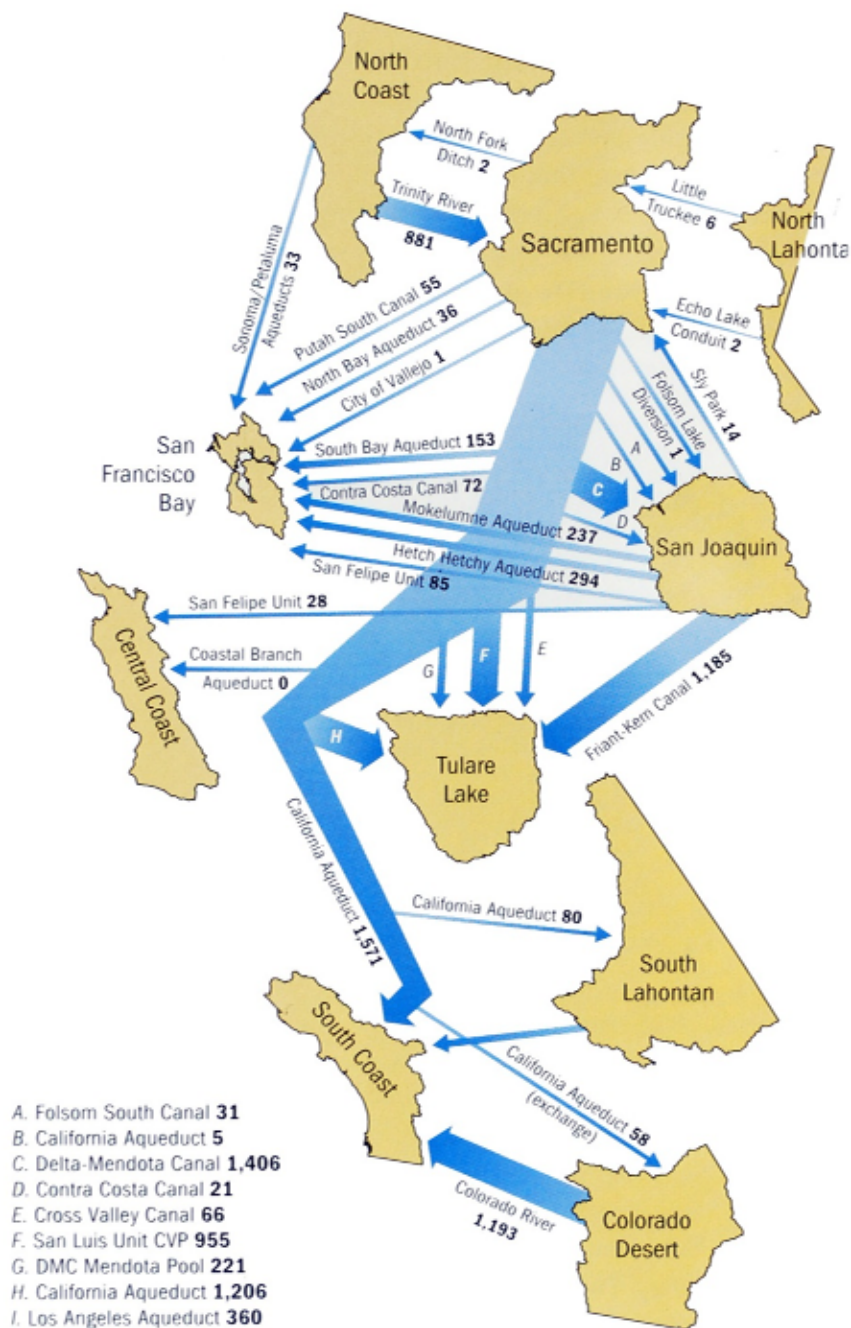 North
Coast
North Fork
Ditch 2
Trinity River
881
Sacramento
Little
Truckee 6
North
Lahonta
Echo Lake
Conduit 2
Sonoma/Petaluma
Aqueducts 33
Putah South Canal 55
North Bay Aqueduct 36
City of Vallejo 1
Sly Park 14
Folsom Lake
Diversion 1
A
B
C
D
San
Francisco
Bay
South Bay Aqueduct 153
Contra Costa Canal 72
Mokelumne Aqueduct 237
Hetch Hetchy Aqueduct 294
San Felipe Unit 85
San Joaquin
San Felipe Unit 28
Central Coast
Coastal Branch
Aqueduct 0
G
F
E
H
Friant-Kern Canal 1,185
Tulare
Lake
California Aqueduct 1,571
California Aqueduct 80
South
Lahontan
South Coast
California Aqueduct 58
(exchange)
Colorado River
1,193
Colorado
Desert
A. Folsom South Canal 31
B. California Aqueduct 5
C. Delta-Mendota Canal 1,406
D. Contra Costa Canal 21
E. Cross Valley Canal 66
F. San Luis Unit CVP 955
G. DMC Mendota Pool 221
H. California Aqueduct 1,206
I. Los Angeles Aqueduct 360